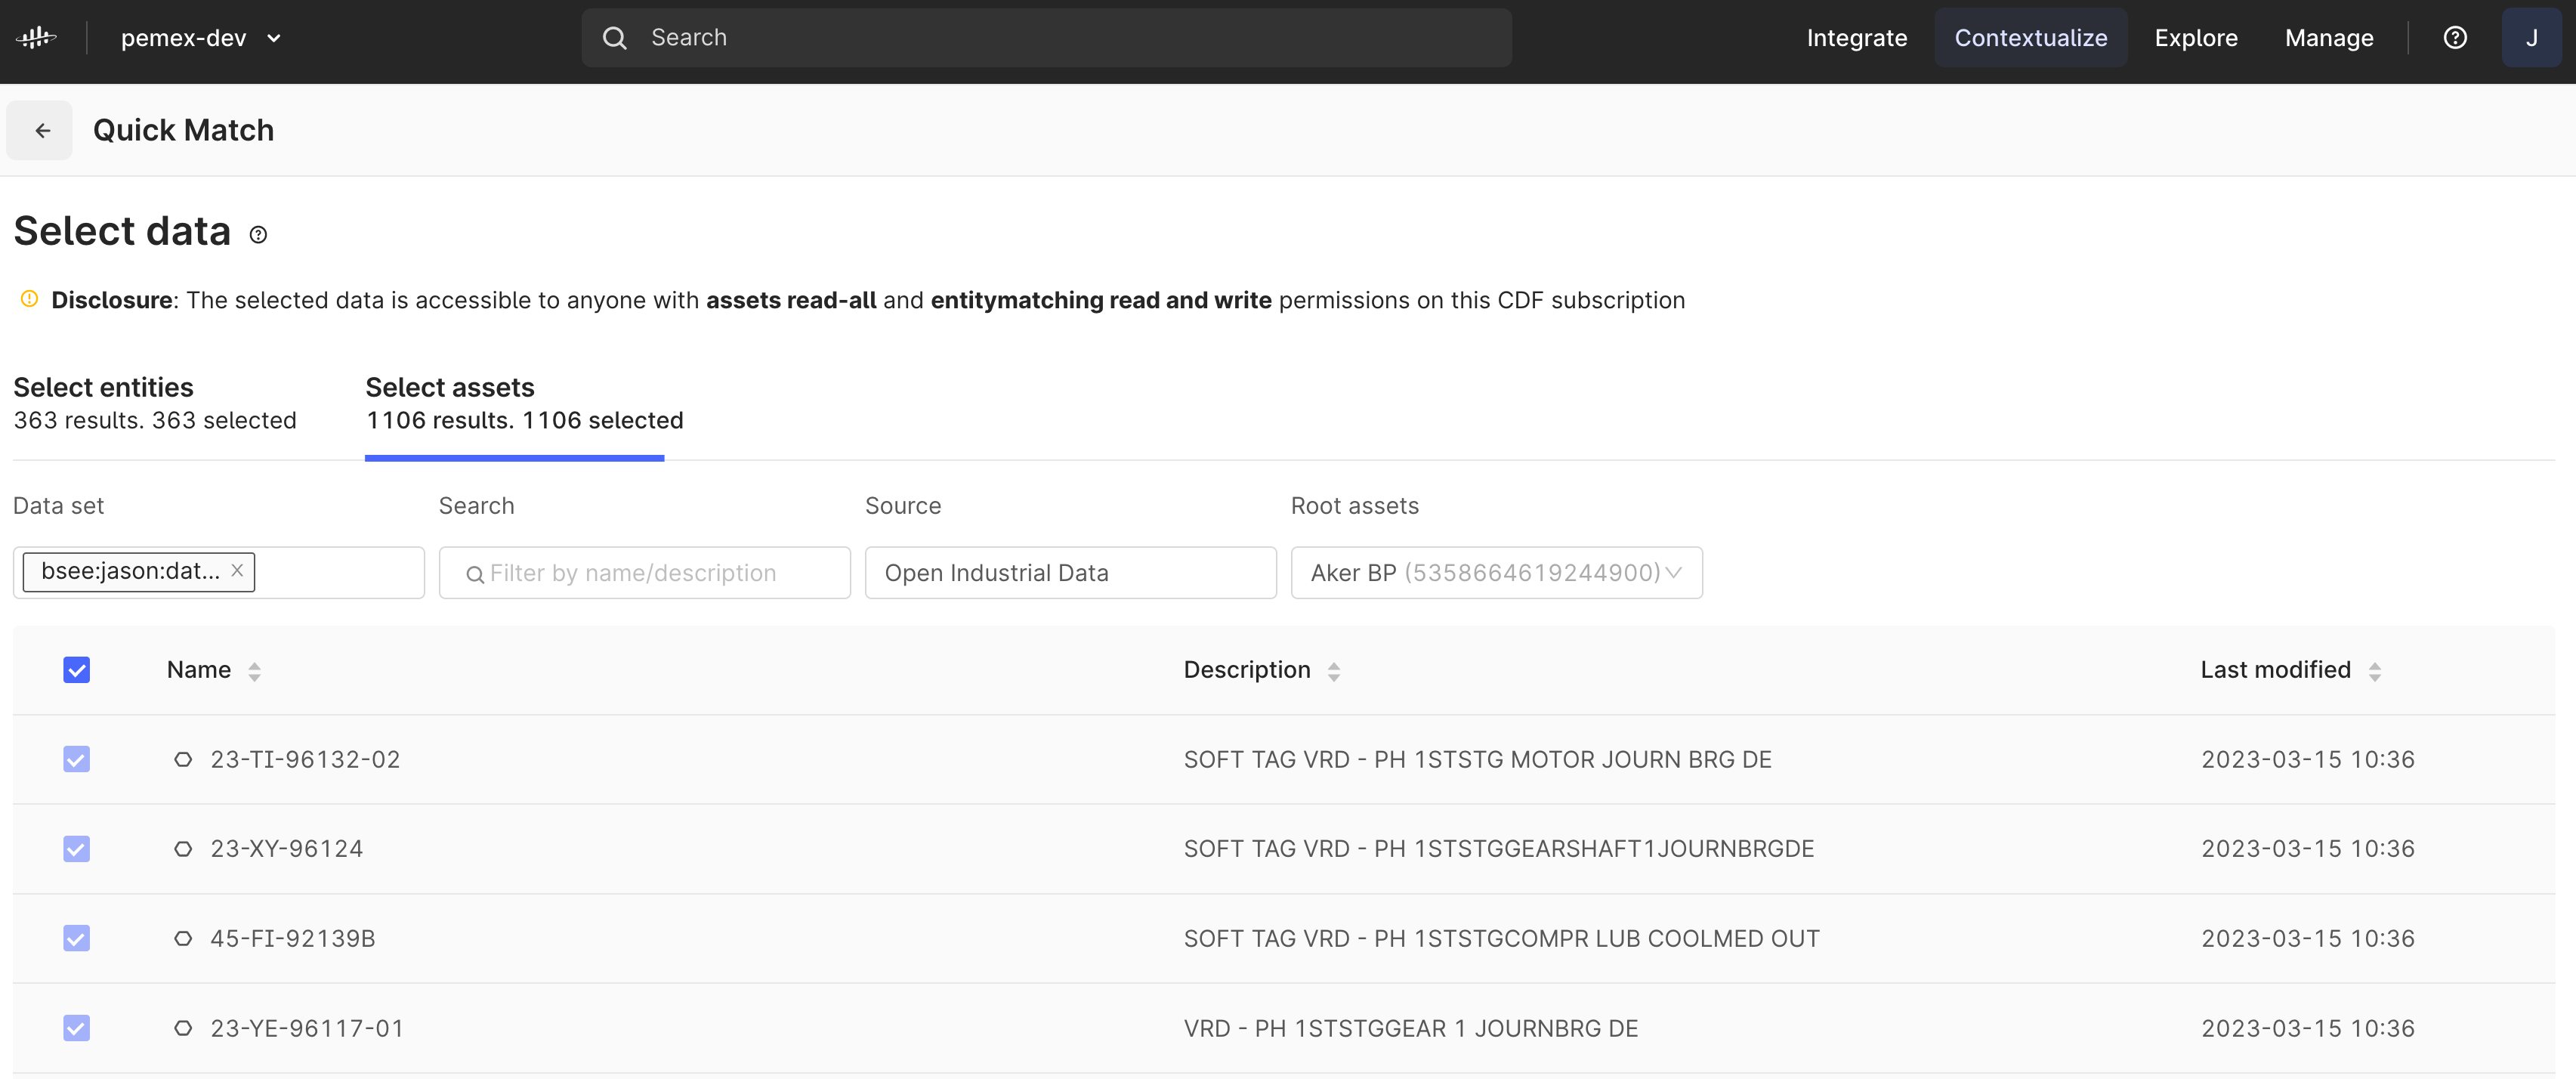 pemex-dev
Search
Integrate
Contextualize
Explore
Manage
J
Quick Match
Select data
Disclosure: The selected data is accessible to anyone with assets read-all and entitymatching read and write permissions on this CDF subscription
Select entities
363 results. 363 selected
Select assets
1106 results. 1106 selected
Data set
Search
Source
Root assets
bsee:jason:dat...
Filter by name/description
Open Industrial Data
Aker BP (5358664619244900)
Name
Description
Last modified
23-TI-96132-02
SOFT TAG VRD - PH 1STSTG MOTOR JOURN BRG DE
2023-03-15 10:36
23-XY-96124
SOFT TAG VRD - PH 1STSTGGEARSHAFT1JOURNBRGDE
2023-03-15 10:36
45-FI-92139B
SOFT TAG VRD - PH 1STSTGCOMPR LUB COOLMED OUT
2023-03-15 10:36
23-YE-96117-01
VRD - PH 1STSTGGEAR 1 JOURNBRG DE
2023-03-15 10:36